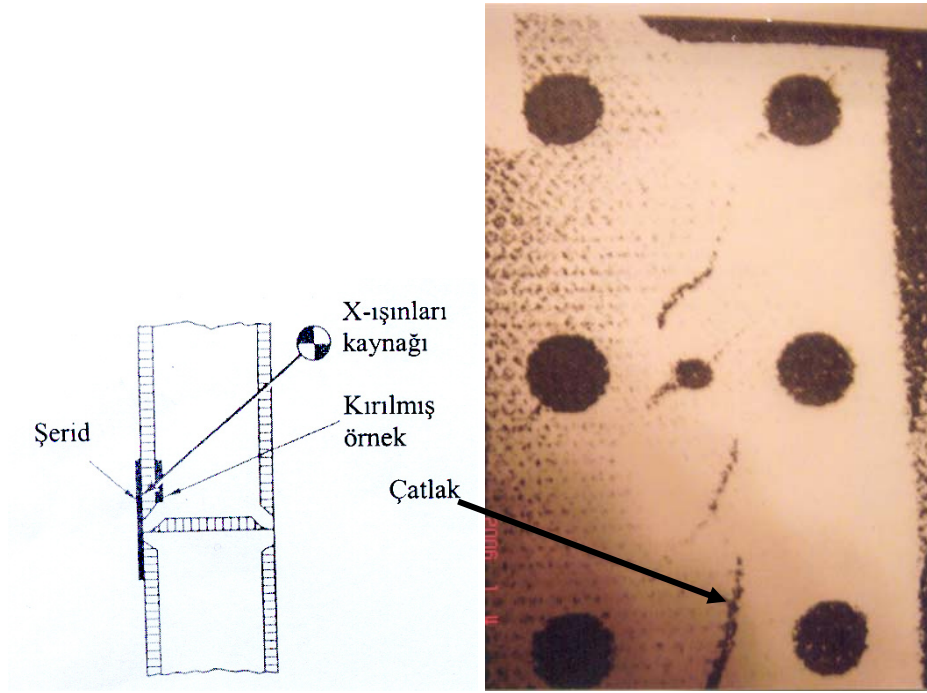 X-ışınları
kaynağı
Kırılmış
örnek
Şerid
Çatlak